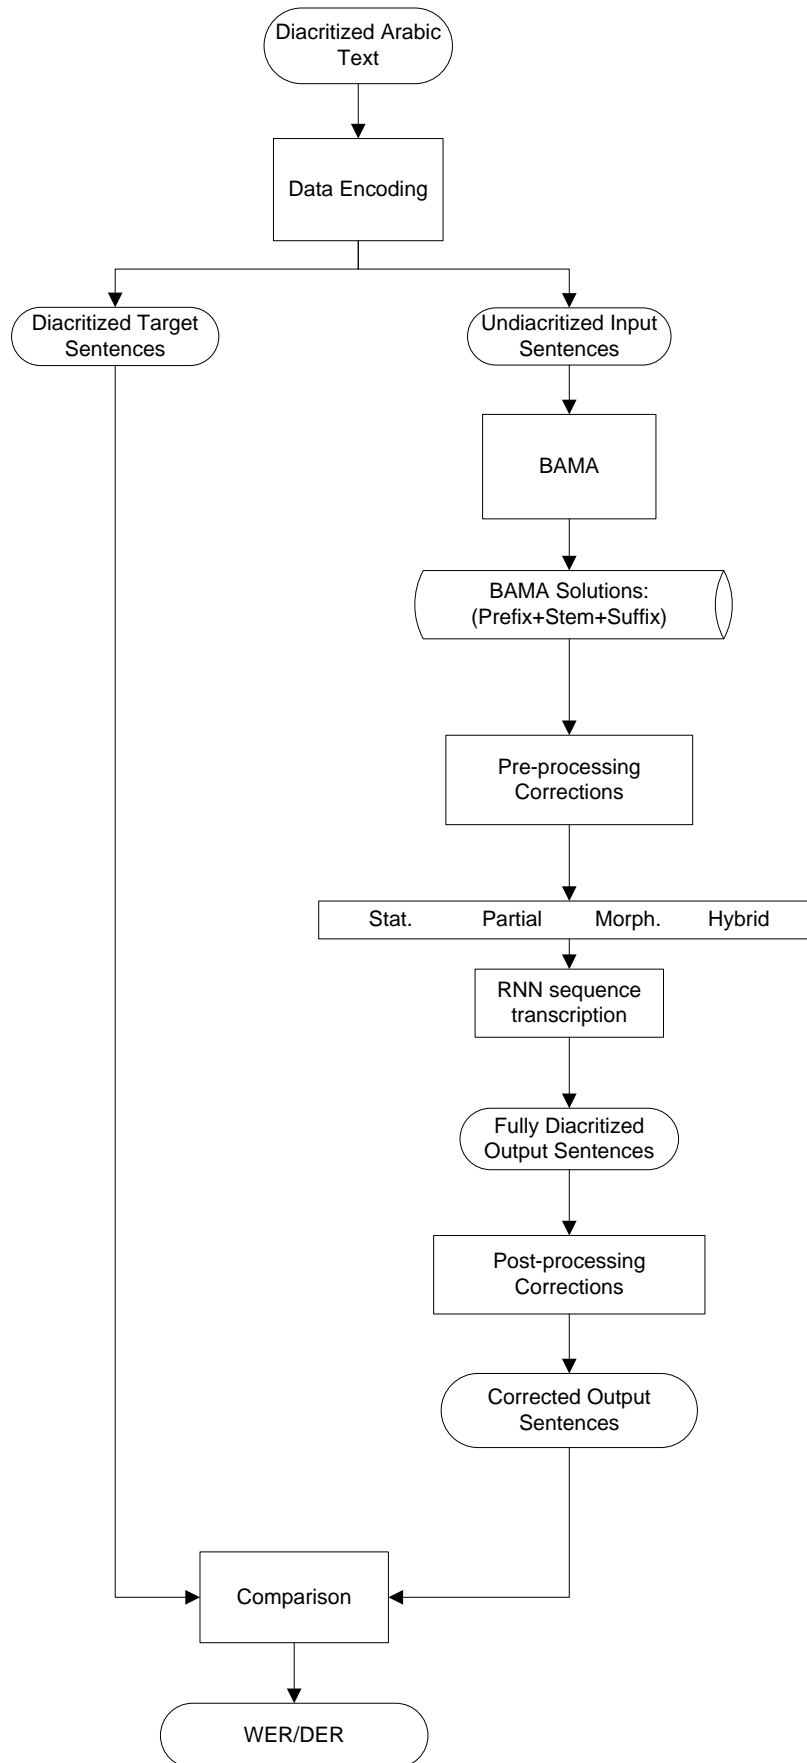 Diacritized Arabic
Text
Data Encoding
Diacritized Target
Sentences
Undiacritized Input
Sentences
BAMA
BAMA Solutions:
(Prefix+Stem+Suffix)
Pre-processing
Corrections
Stat. Partial Morph. Hybrid
RNN sequence
transcription
Fully Diacritized
Output Sentences
Post-processing
Corrections
Corrected Output
Sentences
Comparison
WER/DER